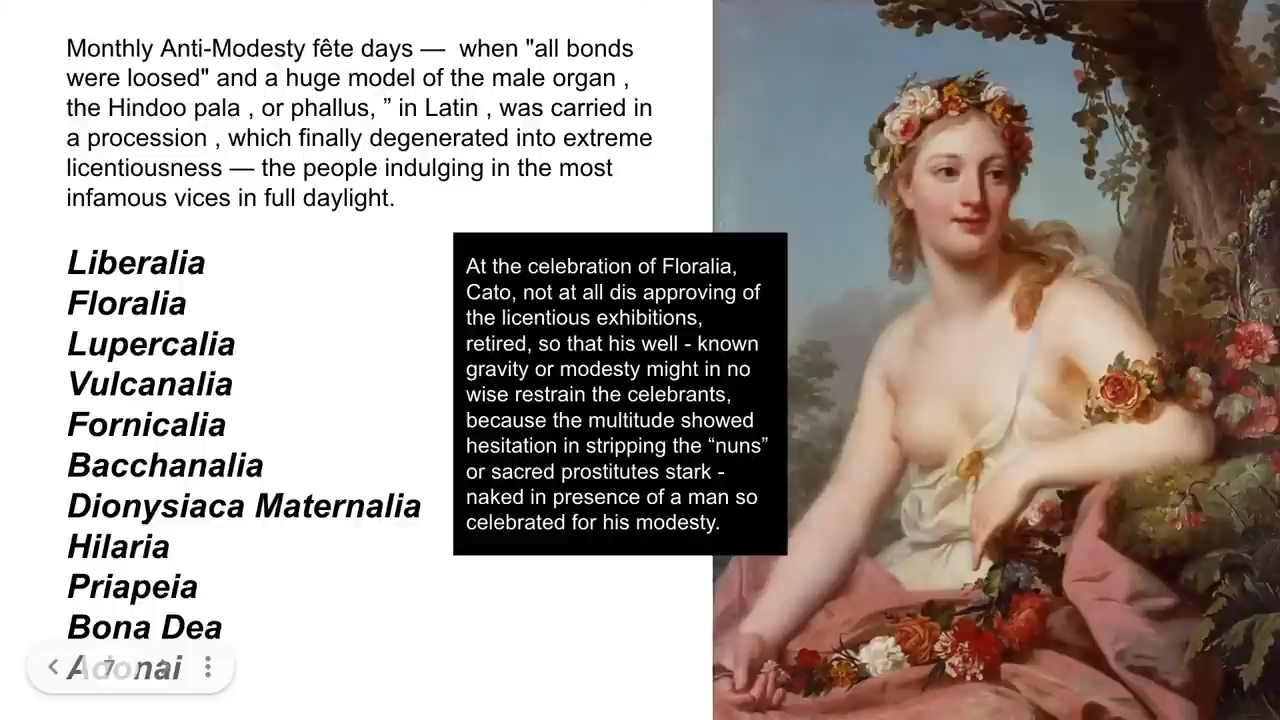 Monthly Anti-Modesty fête days — when "all bonds
were loosed" and a huge model of the male organ ,
the Hindoo pala , or phallus, ” in Latin , was carried in
a procession , which finally degenerated into extreme
licentiousness — the people indulging in the most
infamous vices in full daylight.
Liberalia
Floralia
Lupercalia
Vulcanalia
Fornicalia
Bacchanalia
Dionysiaca Maternalia
Hilaria
Priapeia
Bona Dea
Adonai
7
At the celebration of Floralia,
Cato, not at all dis approving of
the licentious exhibitions,
retired, so that his well - known
gravity or modesty might in no
wise restrain the celebrants,
because the multitude showed
hesitation in stripping the “nuns”
or sacred prostitutes stark -
naked in presence of a man so
celebrated for his modesty.